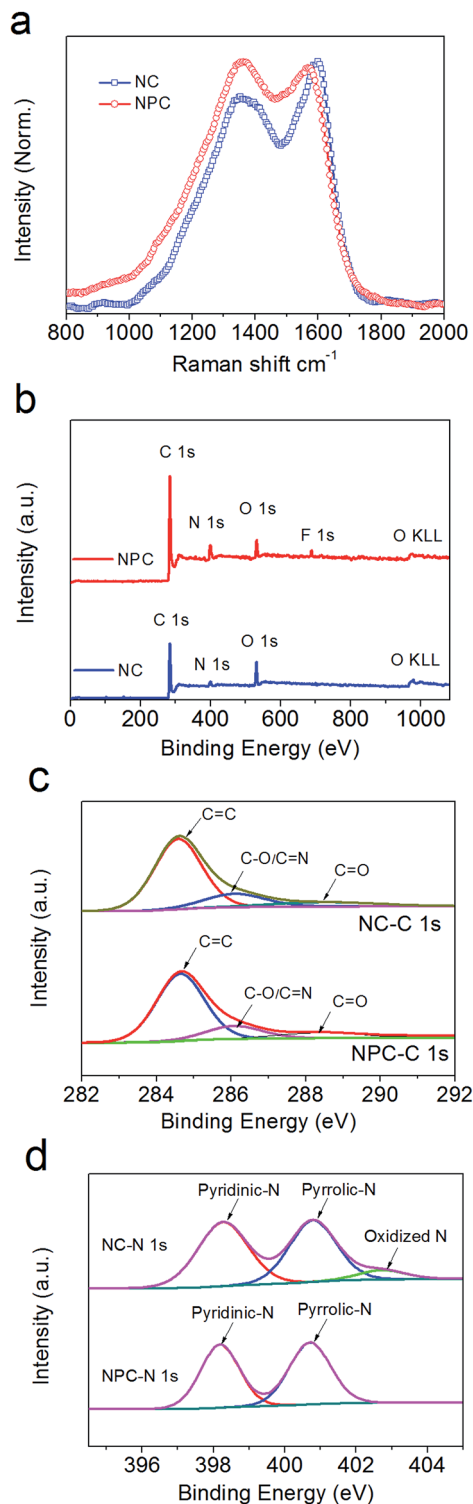 a
NC
NPC
Intensity (Norm.)
800 1000 1200 1400 1600 1800 2000
Raman shift cm-1
b
C 1s
N 1s
O 1s
F 1s
O KLL
NPC
C 1s
N 1s
O 1s
O KLL
NC
Intensity (a.u.)
0 200 400 600 800 1000
Binding Energy (eV)
c
C=C
C-O/C=N
C=O
NC-C 1s
C=C
C-O/C=N
C=O
NPC-C 1s
Intensity (a.u.)
282 284 286 288 290 292
Binding Energy (eV)
d
Pyridinic-N
Pyrrolic-N
Oxidized N
NC-N 1s
Pyridinic-N
Pyrrolic-N
NPC-N 1s
Intensity (a.u.)
396 398 400 402 404
Binding Energy (eV)